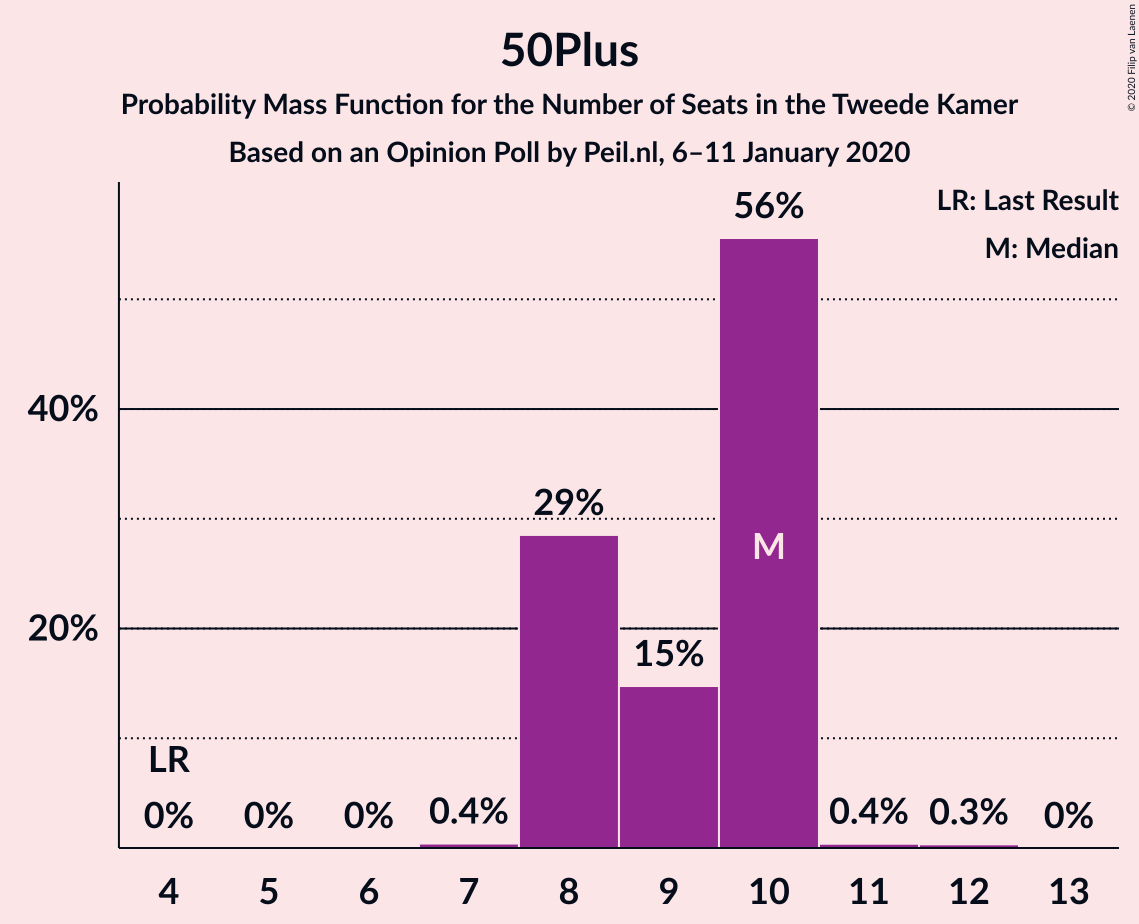 50Plus
Probability Mass Function for the Number of Seats in the Tweede Kamer
Based on an Opinion Poll by Peil.nl, 6–11 January 2020
© 2020 Filip van Laenen
LR: Last Result
M: Median
56%
40%
29%
M
20%
15%
LR
0% 0% 0% 0.4% 0.4% 0.3% 0%
4 5 6 7 8 9 10 11 12 13